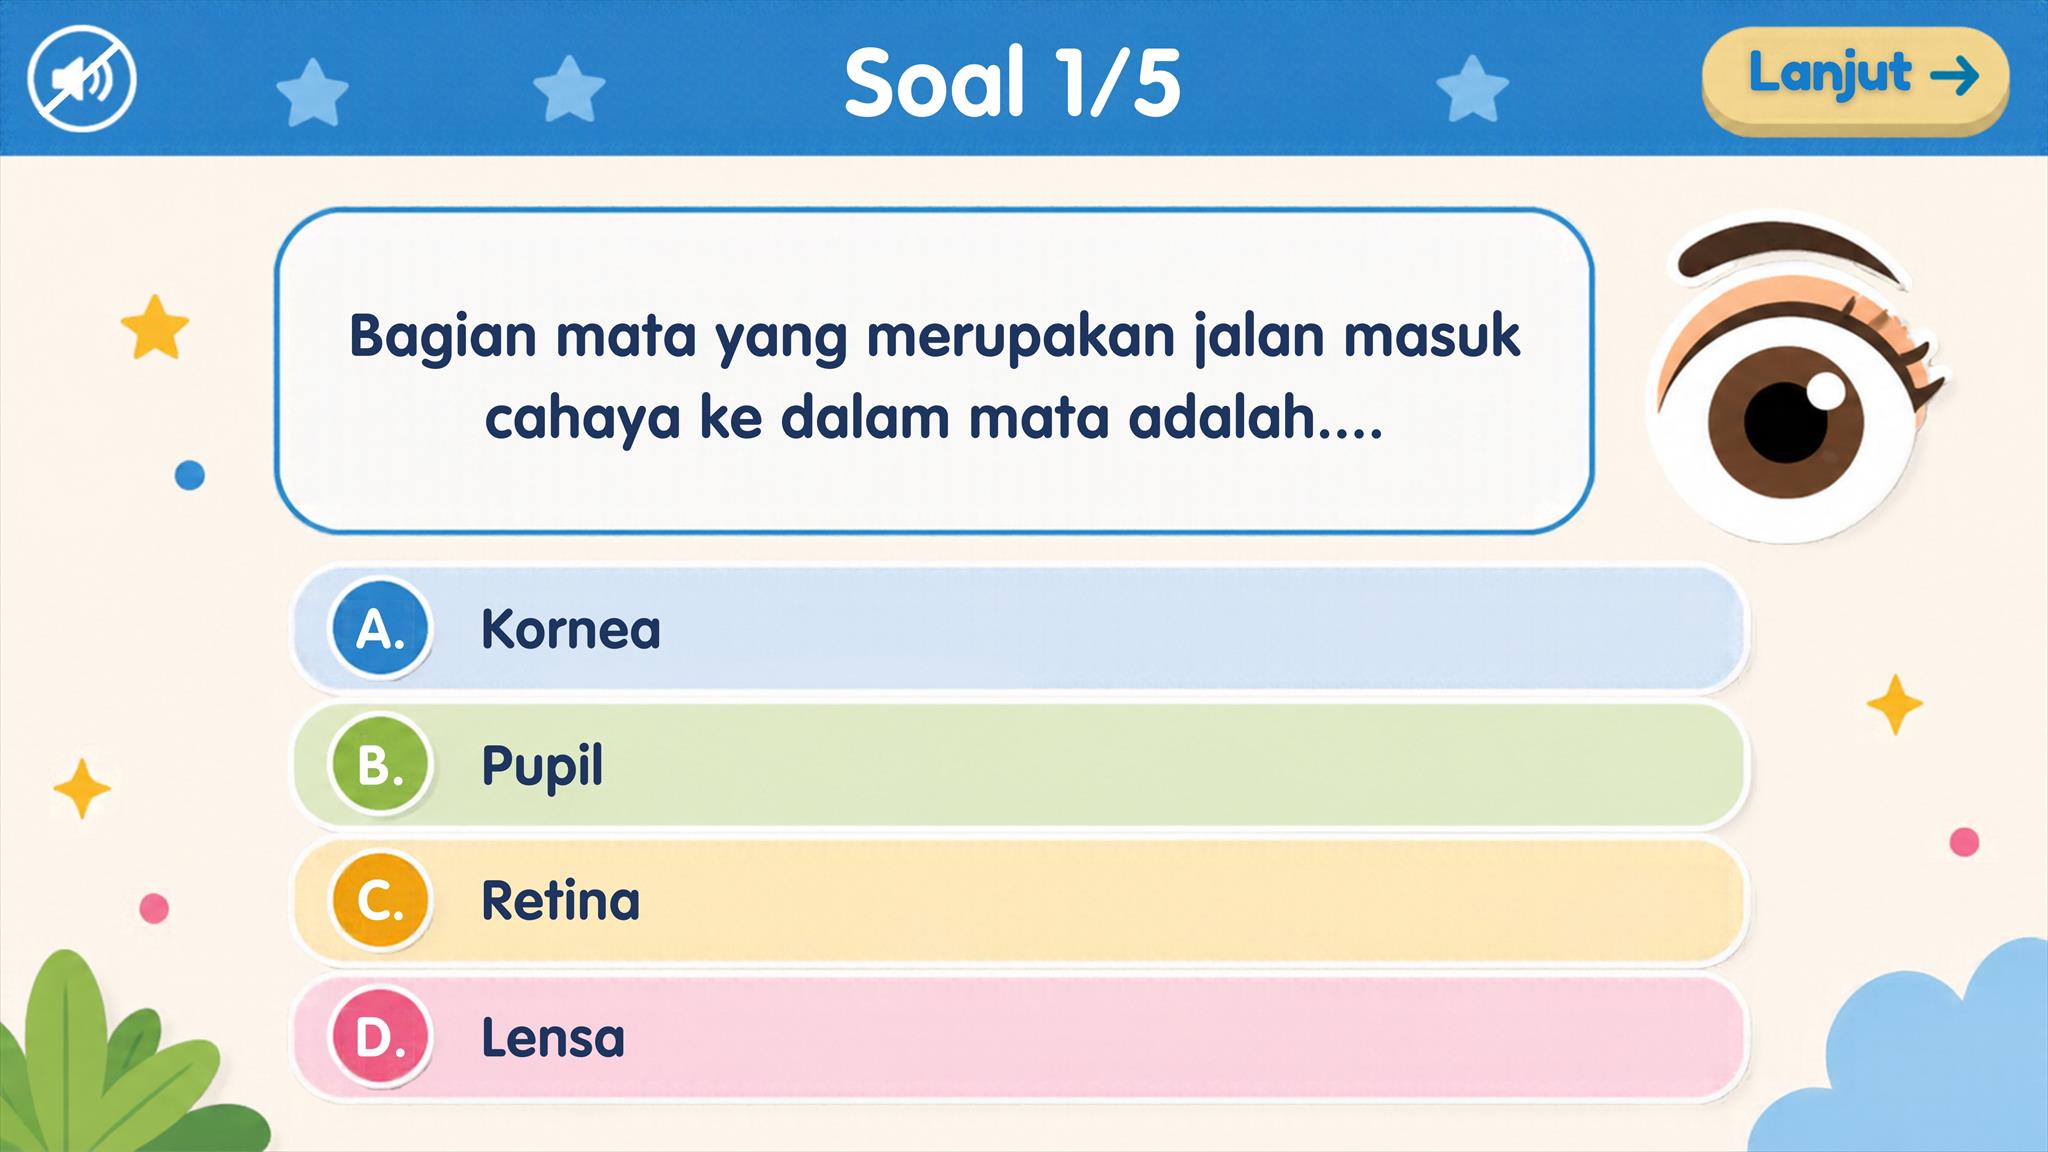 Soal 1/5
Lanjut →
Bagian mata yang merupakan jalan masuk
cahaya ke dalam mata adalah....
A. Kornea
B. Pupil
C. Retina
D. Lensa